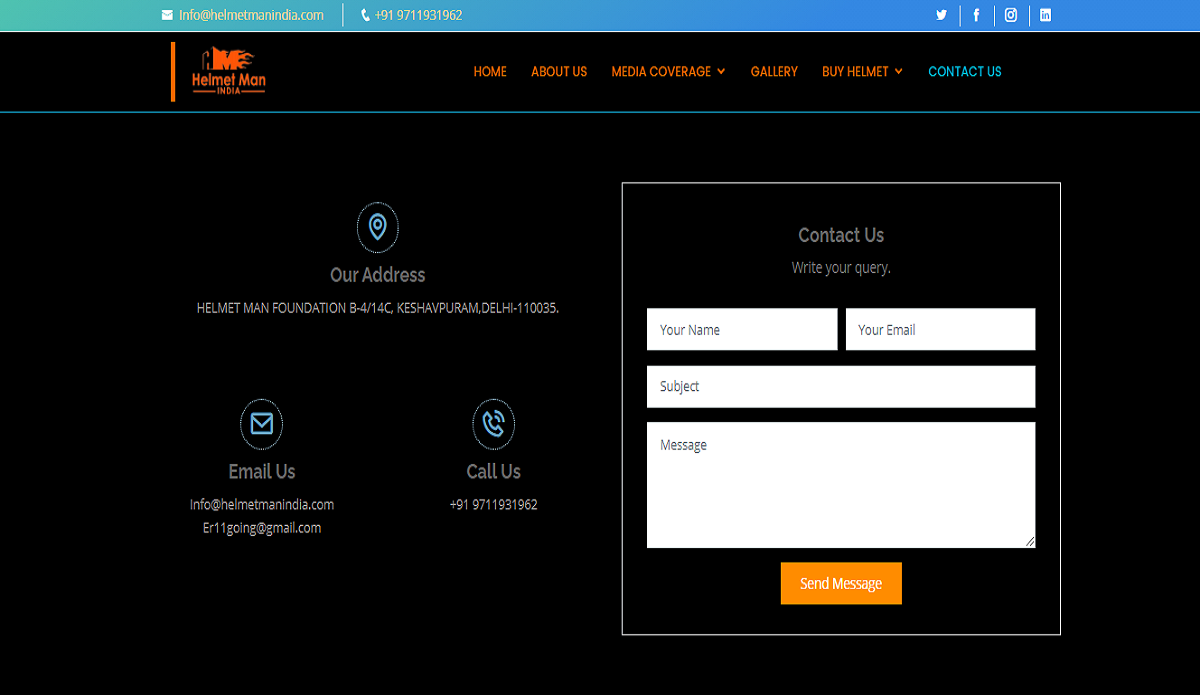 Info@helmetmanindia.com
+91 9711931962
Helmet Man
INDIA
HOME
ABOUT US
MEDIA COVERAGE
GALLERY
BUY HELMET
CONTACT US
Our Address
HELMET MAN FOUNDATION B-4/14C, KESHAVPURAM,DELHI-110035.
Email Us
Info@helmetmanindia.com
Er11going@gmail.com
Call Us
+91 9711931962
Contact Us
Write your query.
Your Name
Your Email
Subject
Message
Send Message